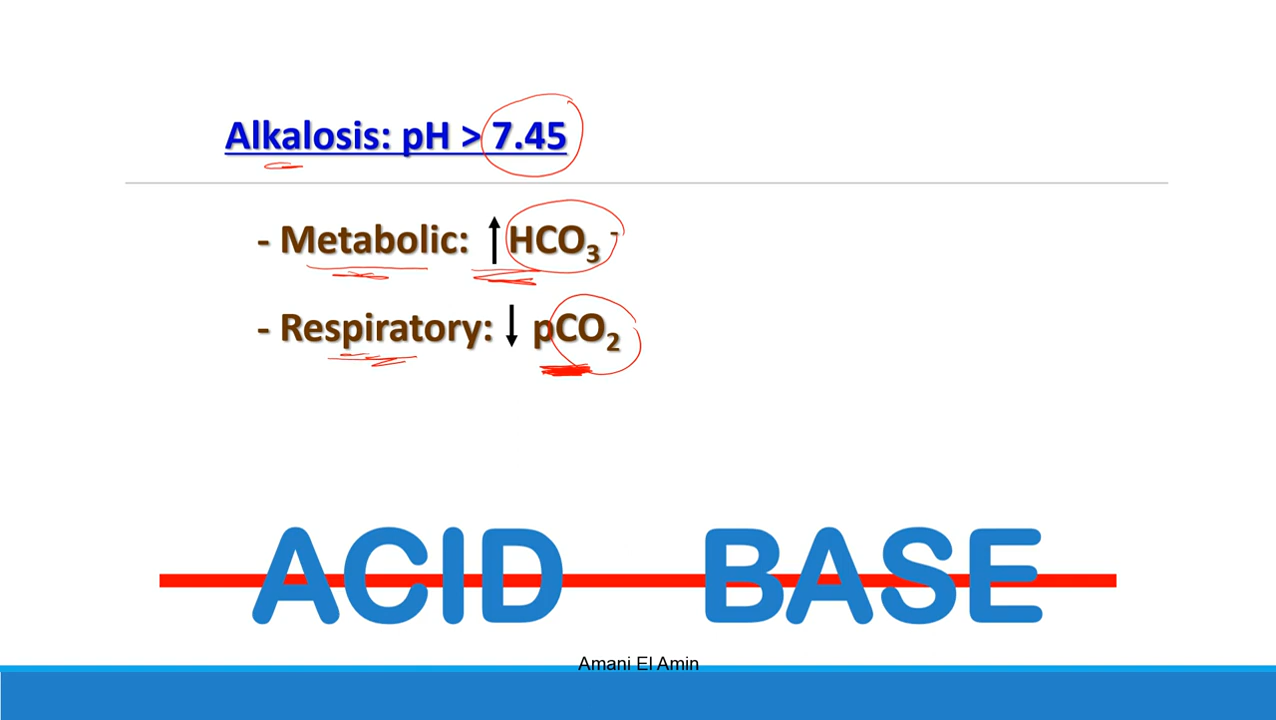 Alkalosis: pH > 7.45
- Metabolic: ↑ HCO₃⁻
- Respiratory: ↓ pCO₂
ACID BASE
Amani El Amin